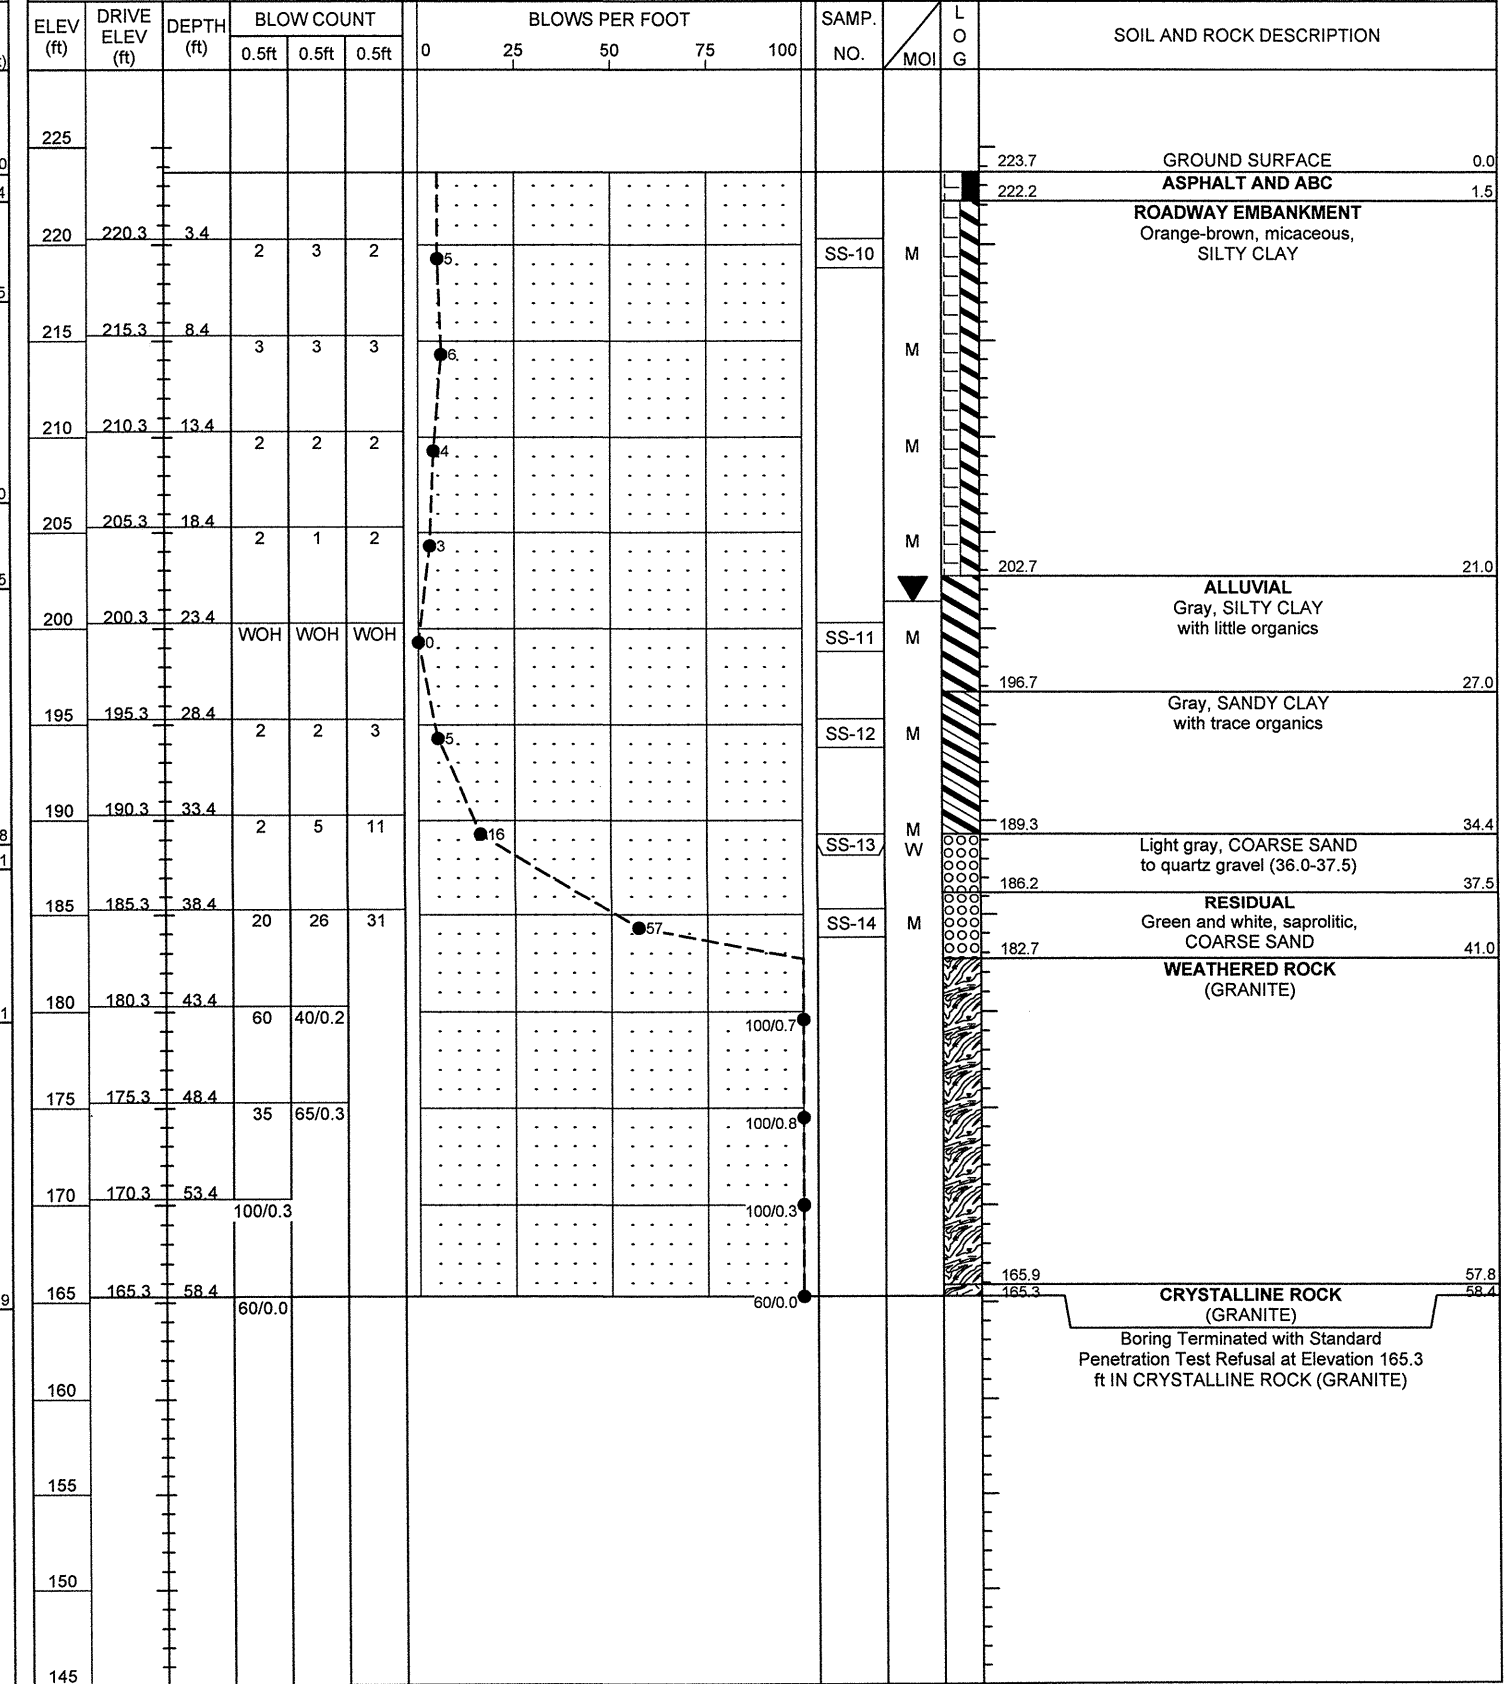 ELEV (ft) DRIVE ELEV (ft) DEPTH (ft) BLOW COUNT BLOWS PER FOOT SAMP. NO. MOI LOG SOIL AND ROCK DESCRIPTION
0.5ft 0.5ft 0.5ft 0 25 50 75 100
225
223.7 GROUND SURFACE 0.0
ASPHALT AND ABC
222.2 1.5
ROADWAY EMBANKMENT
220 220.3 3.4 Orange-brown, micaceous,
2 3 2 5 SS-10 M SILTY CLAY
215 215.3 8.4
3 3 3 6 M
210 210.3 13.4
2 2 2 4 M
205 205.3 18.4
2 1 2 3 M
202.7 21.0
ALLUVIAL
Gray, SILTY CLAY
200 200.3 23.4 with little organics
WOH WOH WOH 0 SS-11 M
196.7 27.0
Gray, SANDY CLAY
195 195.3 28.4 with trace organics
2 2 3 5 SS-12 M
190 190.3 33.4
2 5 11 16 M
189.3 34.4
SS-13 W Light gray, COARSE SAND
to quartz gravel (36.0-37.5)
186.2 37.5
RESIDUAL
185 185.3 38.4
20 26 31 57 SS-14 M Green and white, saprolitic,
COARSE SAND
182.7 41.0
WEATHERED ROCK
(GRANITE)
180 180.3 43.4
60 40/0.2 100/0.7
175 175.3 48.4
35 65/0.3 100/0.8
170 170.3 53.4
100/0.3 100/0.3
165.9 57.8
165 165.3 58.4 165.3 CRYSTALLINE ROCK 58.4
60/0.0 60/0.0 (GRANITE)
Boring Terminated with Standard
Penetration Test Refusal at Elevation 165.3
ft IN CRYSTALLINE ROCK (GRANITE)
160
155
150
145